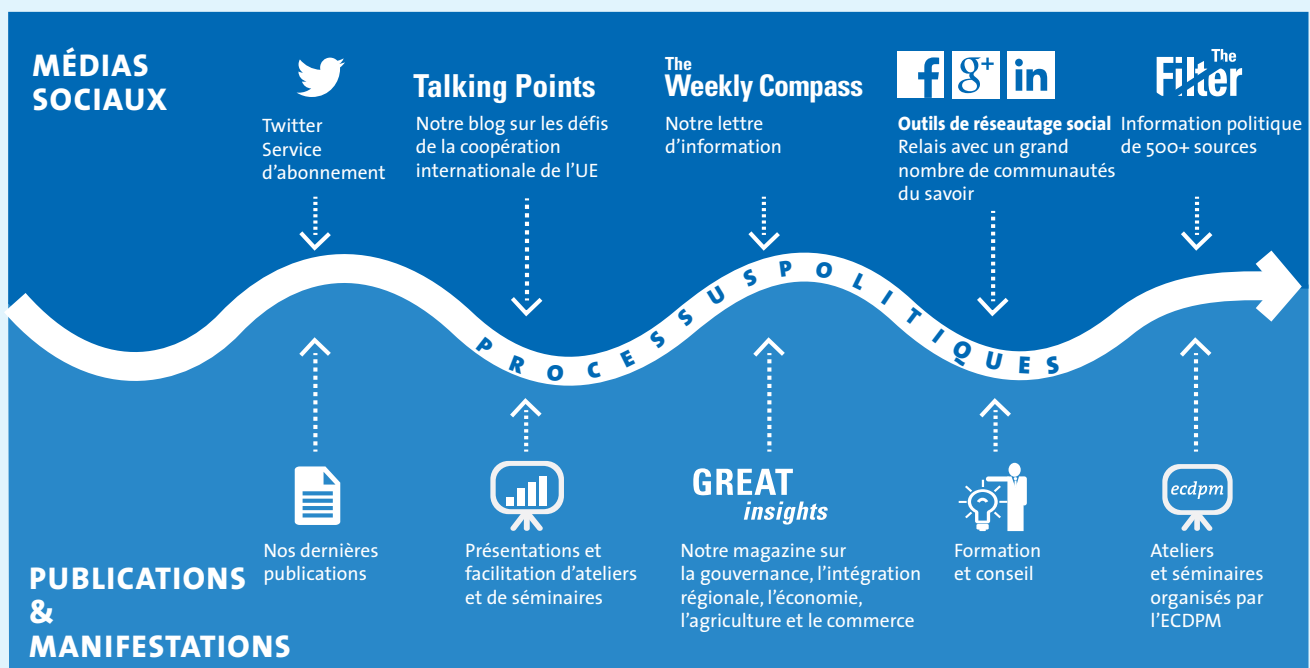 MÉDIAS
SOCIAUX
Twitter
Service
d'abonnement
Talking Points
Notre blog sur les défis
de la coopération
internationale de l'UE
The
Weekly Compass
Notre lettre
d'information
f g+ in
Outils de réseautage social
Relais avec un grand
nombre de communautés
du savoir
The
Filter
Information politique
de 500+ sources
PROCESSUS POLITIQUES
PUBLICATIONS
&
MANIFESTATIONS
Nos dernières
publications
Présentations et
facilitation d'ateliers
et de séminaires
GREAT
insights
Notre magazine sur
la gouvernance, l'intégration
régionale, l'économie,
l'agriculture et le commerce
Formation
et conseil
ecdpm
Ateliers
et séminaires
organisés par
l'ECDPM